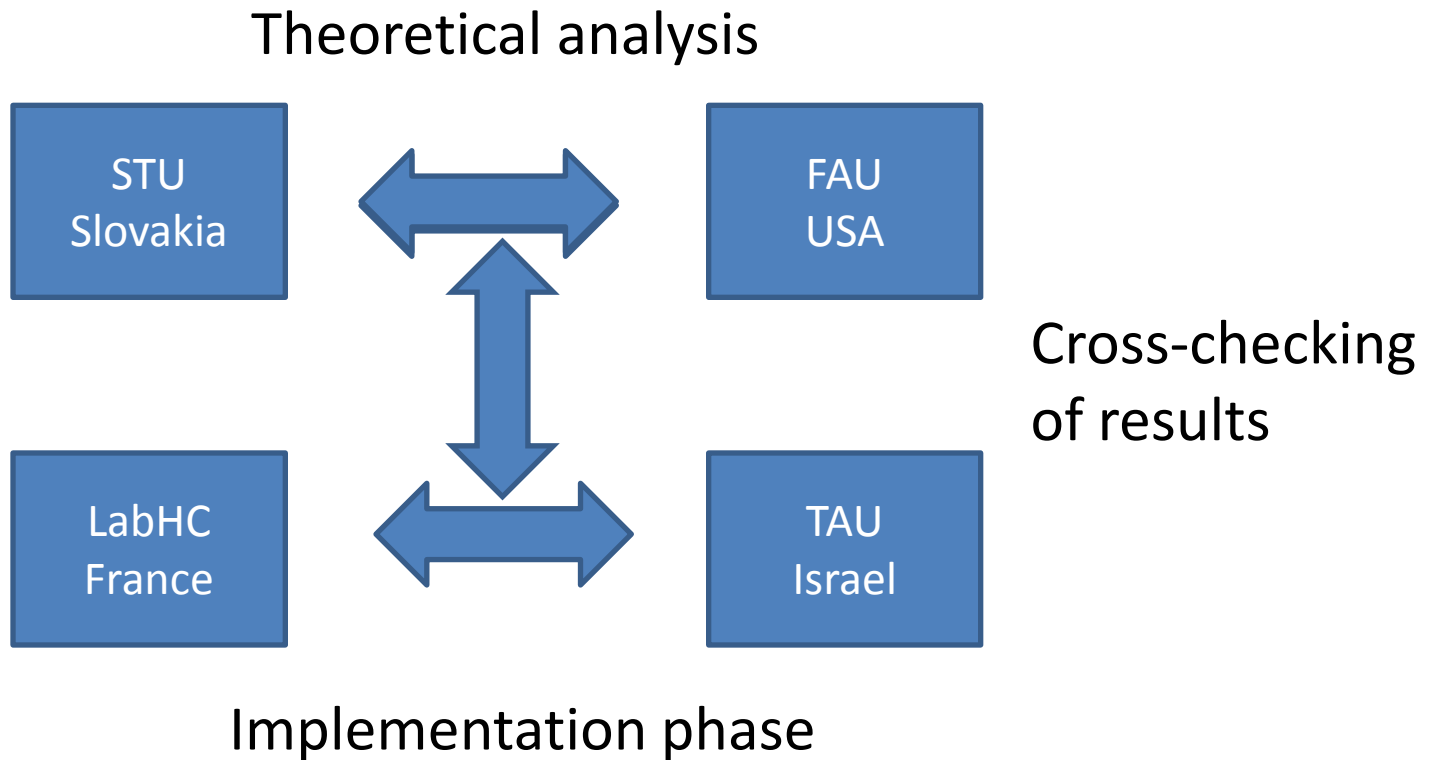 Theoretical analysis
STU
Slovakia
FAU
USA
Cross-checking
of results
LabHC
France
TAU
Israel
Implementation phase